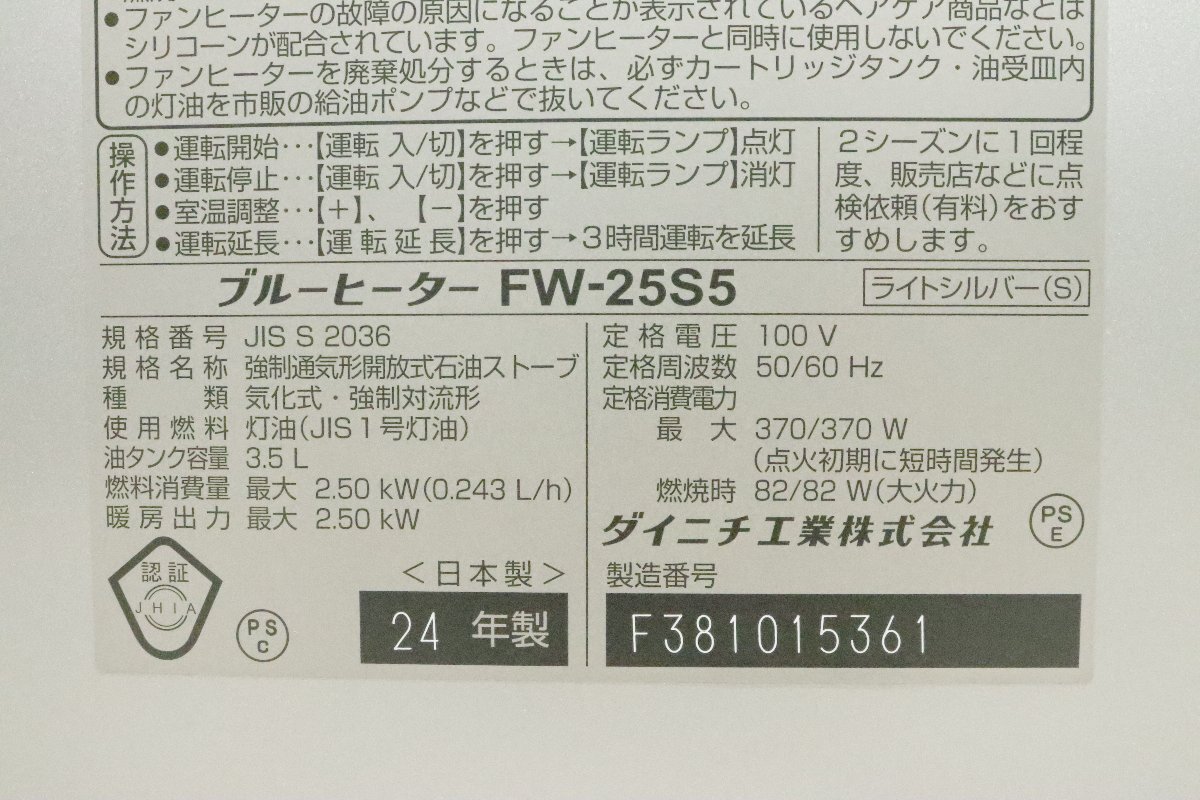 ●ファンヒーターの故障の原因になることが表示されているヘアケア商品などは
シリコーンが配合されています。ファンヒーターと同時に使用しないでください。
●ファンヒーターを廃棄処分するときは、必ずカートリッジタンク・油受皿内
の灯油を市販の給油ポンプなどで抜いてください。
操作方法
●運転開始…【運転 入/切】を押す→【運転ランプ】点灯
●運転停止…【運転 入/切】を押す→【運転ランプ】消灯
●室温調整…【＋】、【－】を押す
●運転延長…【運転延長】を押す→3時間運転を延長
2シーズンに1回程
度、販売店などに点
検依頼(有料)をおす
すめします。
ブルーヒーター FW-25S5
ライトシルバー(S)
規格番号 JIS S 2036
規格名称 強制通気形開放式石油ストーブ
種類 気化式・強制対流形
使用燃料 灯油(JIS1号灯油)
油タンク容量 3.5 L
燃料消費量 最大 2.50 kW(0.243 L/h)
暖房出力 最大 2.50 kW
定格電圧 100 V
定格周波数 50/60 Hz
定格消費電力
最大 370/370 W
(点火初期に短時間発生)
燃焼時 82/82 W(大火力)
ダイニチ工業株式会社
PS
E
認証
JHIA
PS
C
＜日本製＞
24 年製
製造番号
F381015361